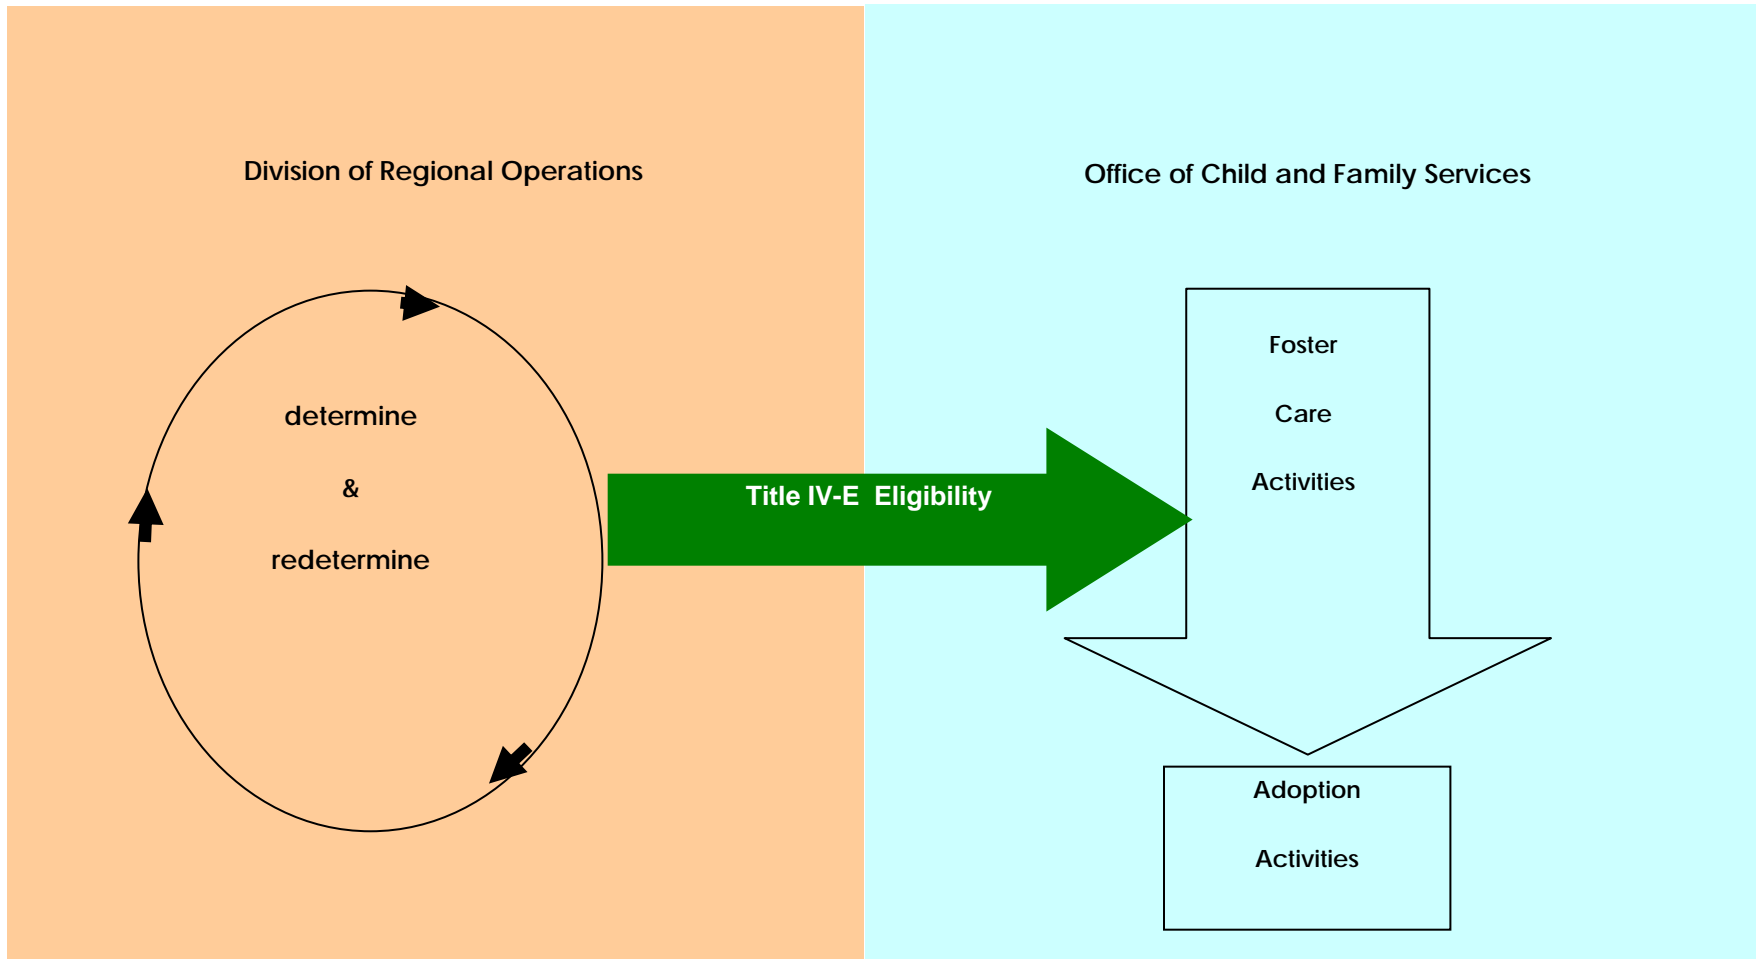 Division of Regional Operations
determine
&
redetermine
Title IV-E  Eligibility
Office of Child and Family Services
Foster
Care
Activities
Adoption
Activities